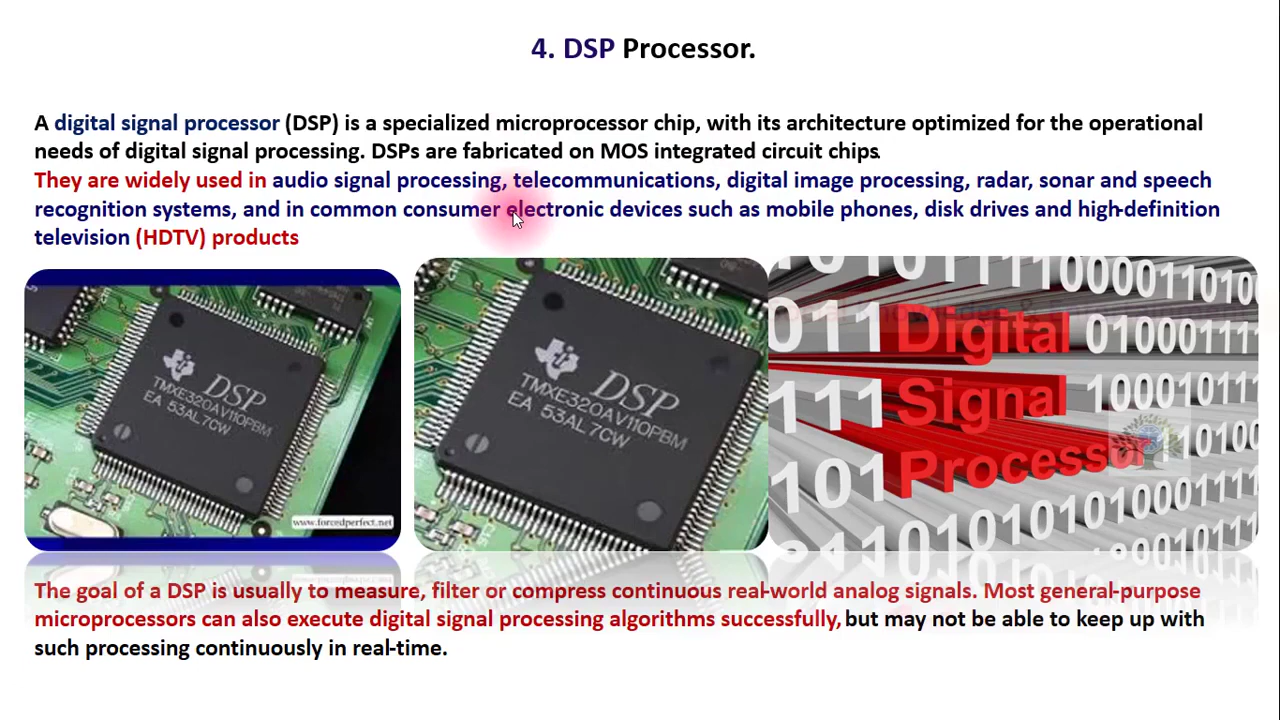 4. DSP Processor.
A digital signal processor (DSP) is a specialized microprocessor chip, with its architecture optimized for the operational
needs of digital signal processing. DSPs are fabricated on MOS integrated circuit chips.
They are widely used in audio signal processing, telecommunications, digital image processing, radar, sonar and speech
recognition systems, and in common consumer electronic devices such as mobile phones, disk drives and high-definition
television (HDTV) products
DSP
TMXE320AV110PBM
EA 53AL7CW
www.forcedperfect.net
DSP
TMXE320AV110PBM
EA 53AL7CW
Digital
Signal
Processor
The goal of a DSP is usually to measure, filter or compress continuous real-world analog signals. Most general-purpose
microprocessors can also execute digital signal processing algorithms successfully, but may not be able to keep up with
such processing continuously in real-time.